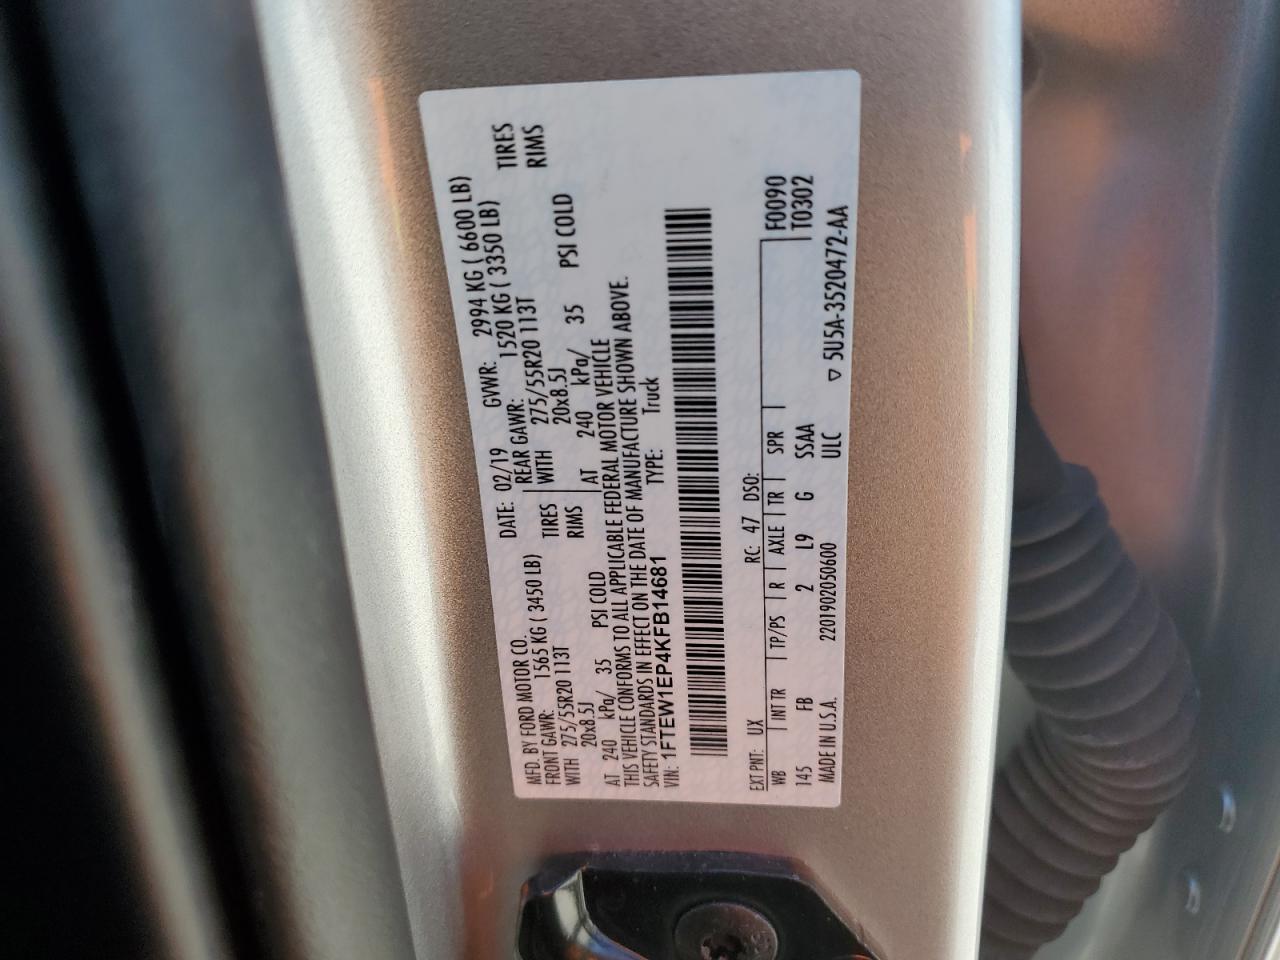 MFD. BY FORD MOTOR CO. DATE: 02/19 GVWR: 2994 KG ( 6600 LB)
FRONT GAWR: 1565 KG ( 3450 LB) REAR GAWR: 1520 KG ( 3350 LB)
WITH 275/55R20 113T TIRES WITH 275/55R20 113T TIRES
20x8.5J RIMS 20x8.5J RIMS
AT 240 kPa/ 35 PSI COLD AT 240 kPa/ 35 PSI COLD
THIS VEHICLE CONFORMS TO ALL APPLICABLE FEDERAL MOTOR VEHICLE
SAFETY STANDARDS IN EFFECT ON THE DATE OF MANUFACTURE SHOWN ABOVE.
VIN: 1FTEW1EP4KFB14681 TYPE: Truck
EXT PNT: UX RC: 47 DSO: F0090
WB INT TR TP/PS R AXLE TR SPR T0302
145 FB 2 L9 G SSAA
MADE IN U.S.A. 220190205060​0 ULC ▽ 5U5A-3520472-AA